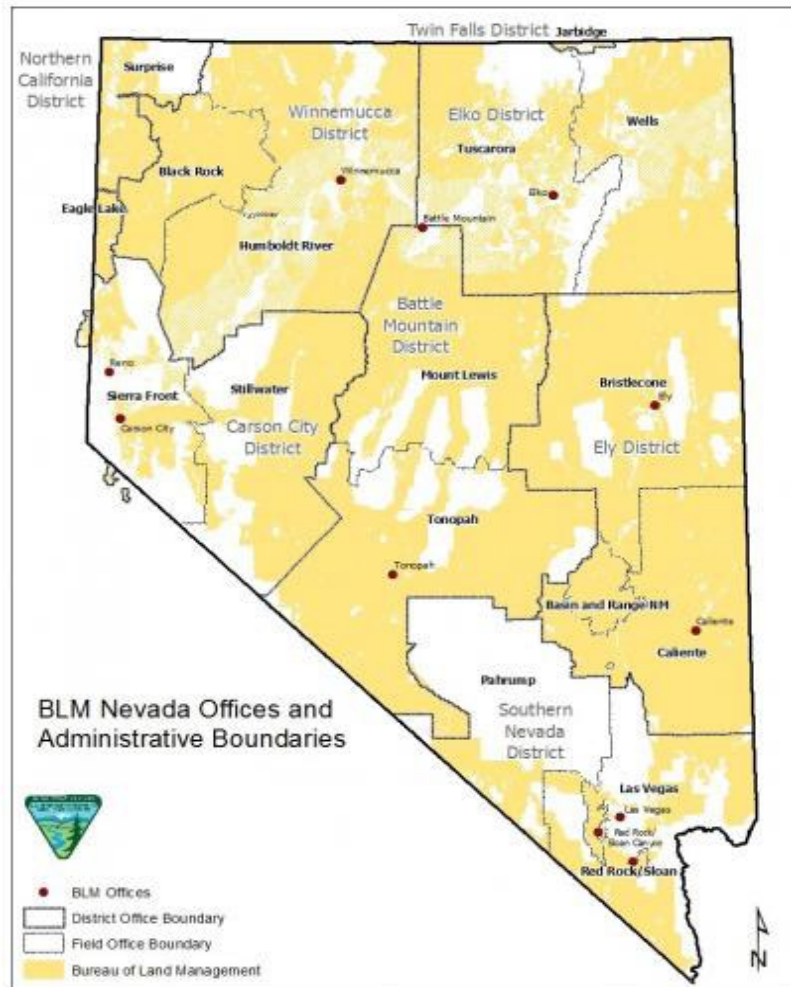 Twin Falls District
Jarbidge
Northern
California
District
Surprise
Winnemucca
District
Elko District
Wells
Tuscarora
Black Rock
Winnemucca
Elko
Eagle Lake
Battle Mountain
Humboldt River
Battle
Mountain
District
Reno
Mount Lewis
Bristlecone
Stillwater
Sierra Front
Ely
Carson City
Carson City
District
Ely District
Tonopah
Tonopah
Basin and Range NM
Caliente
Caliente
Pahrump
BLM Nevada Offices and
Administrative Boundaries
Southern
Nevada
District
Las Vegas
Las Vegas
Red Rock/
Sloan Canyon
Red Rock/Sloan
BLM Offices
District Office Boundary
Field Office Boundary
Bureau of Land Management
N